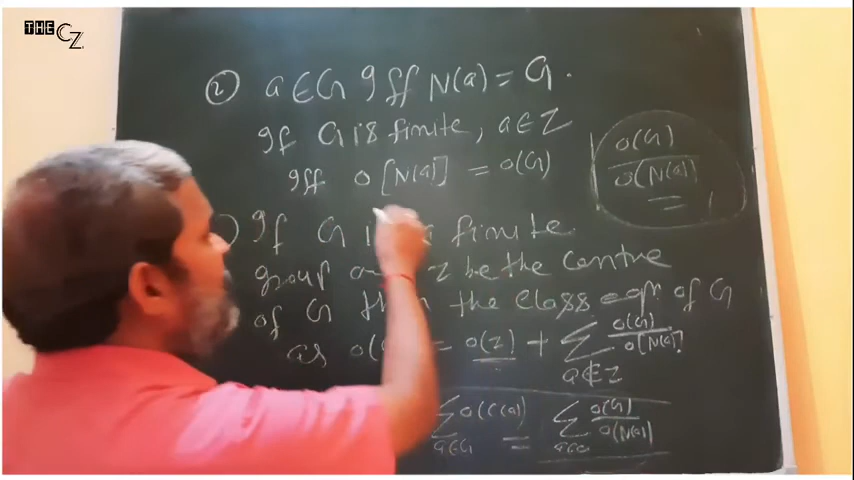 THE CZ
② a∈G Iff N(a) = G.
If G is finite, a∈Z
Iff O[N(a)] = O(G)
O(G)/O(N(a)) =
) If G is finite
group be the Centre
of G the Class eqn of G
as = O(Z) + Σ a∉Z O(G)/O[N(a)]
Σ a∈G O(C(a)) = Σ a∈G O(G)/O(N(a))